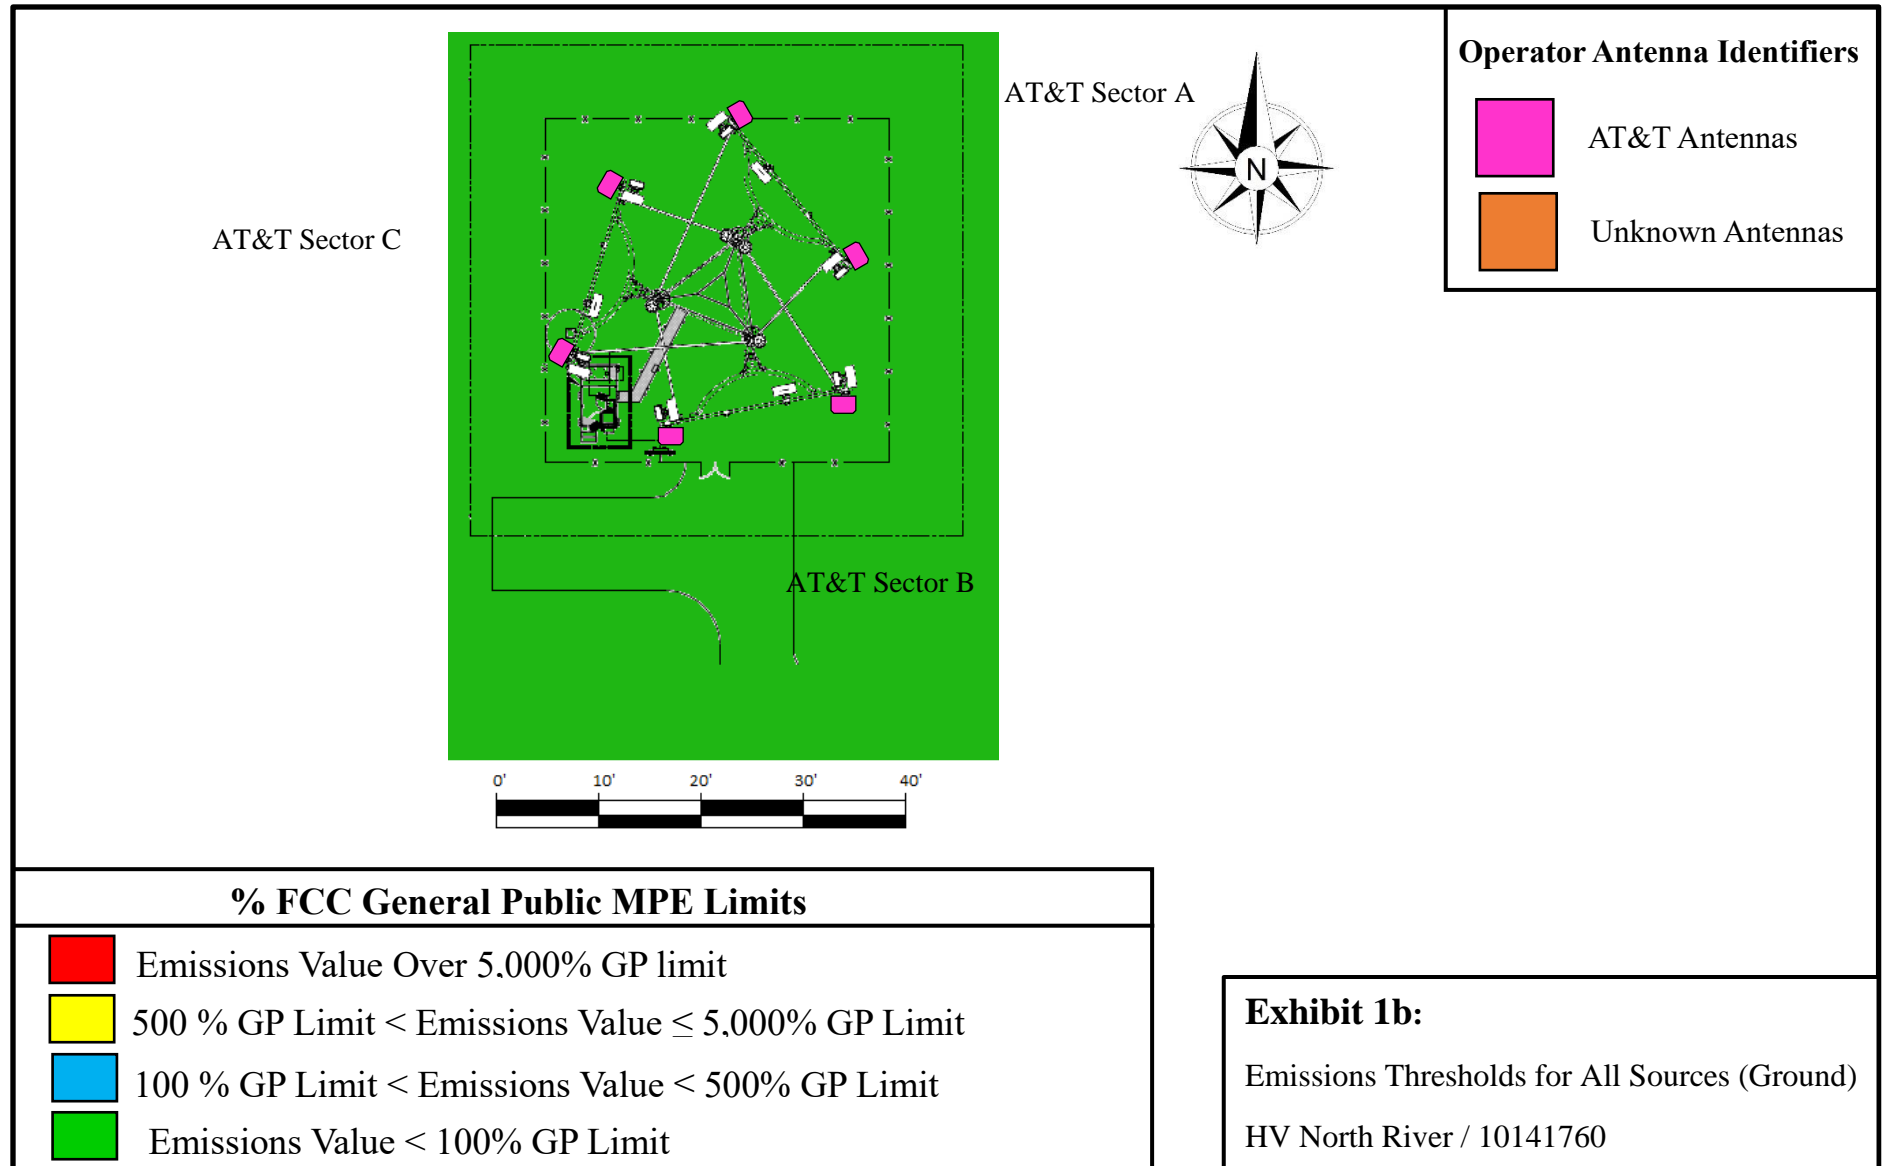 Operator Antenna Identifiers
AT&T Antennas
Unknown Antennas
AT&T Sector A
N
AT&T Sector C
AT&T Sector B
0' 10' 20' 30' 40'
% FCC General Public MPE Limits
Emissions Value Over 5,000% GP limit
500 % GP Limit < Emissions Value ≤ 5,000% GP Limit
100 % GP Limit < Emissions Value < 500% GP Limit
Emissions Value < 100% GP Limit
Exhibit 1b:
Emissions Thresholds for All Sources (Ground)
HV North River / 10141760